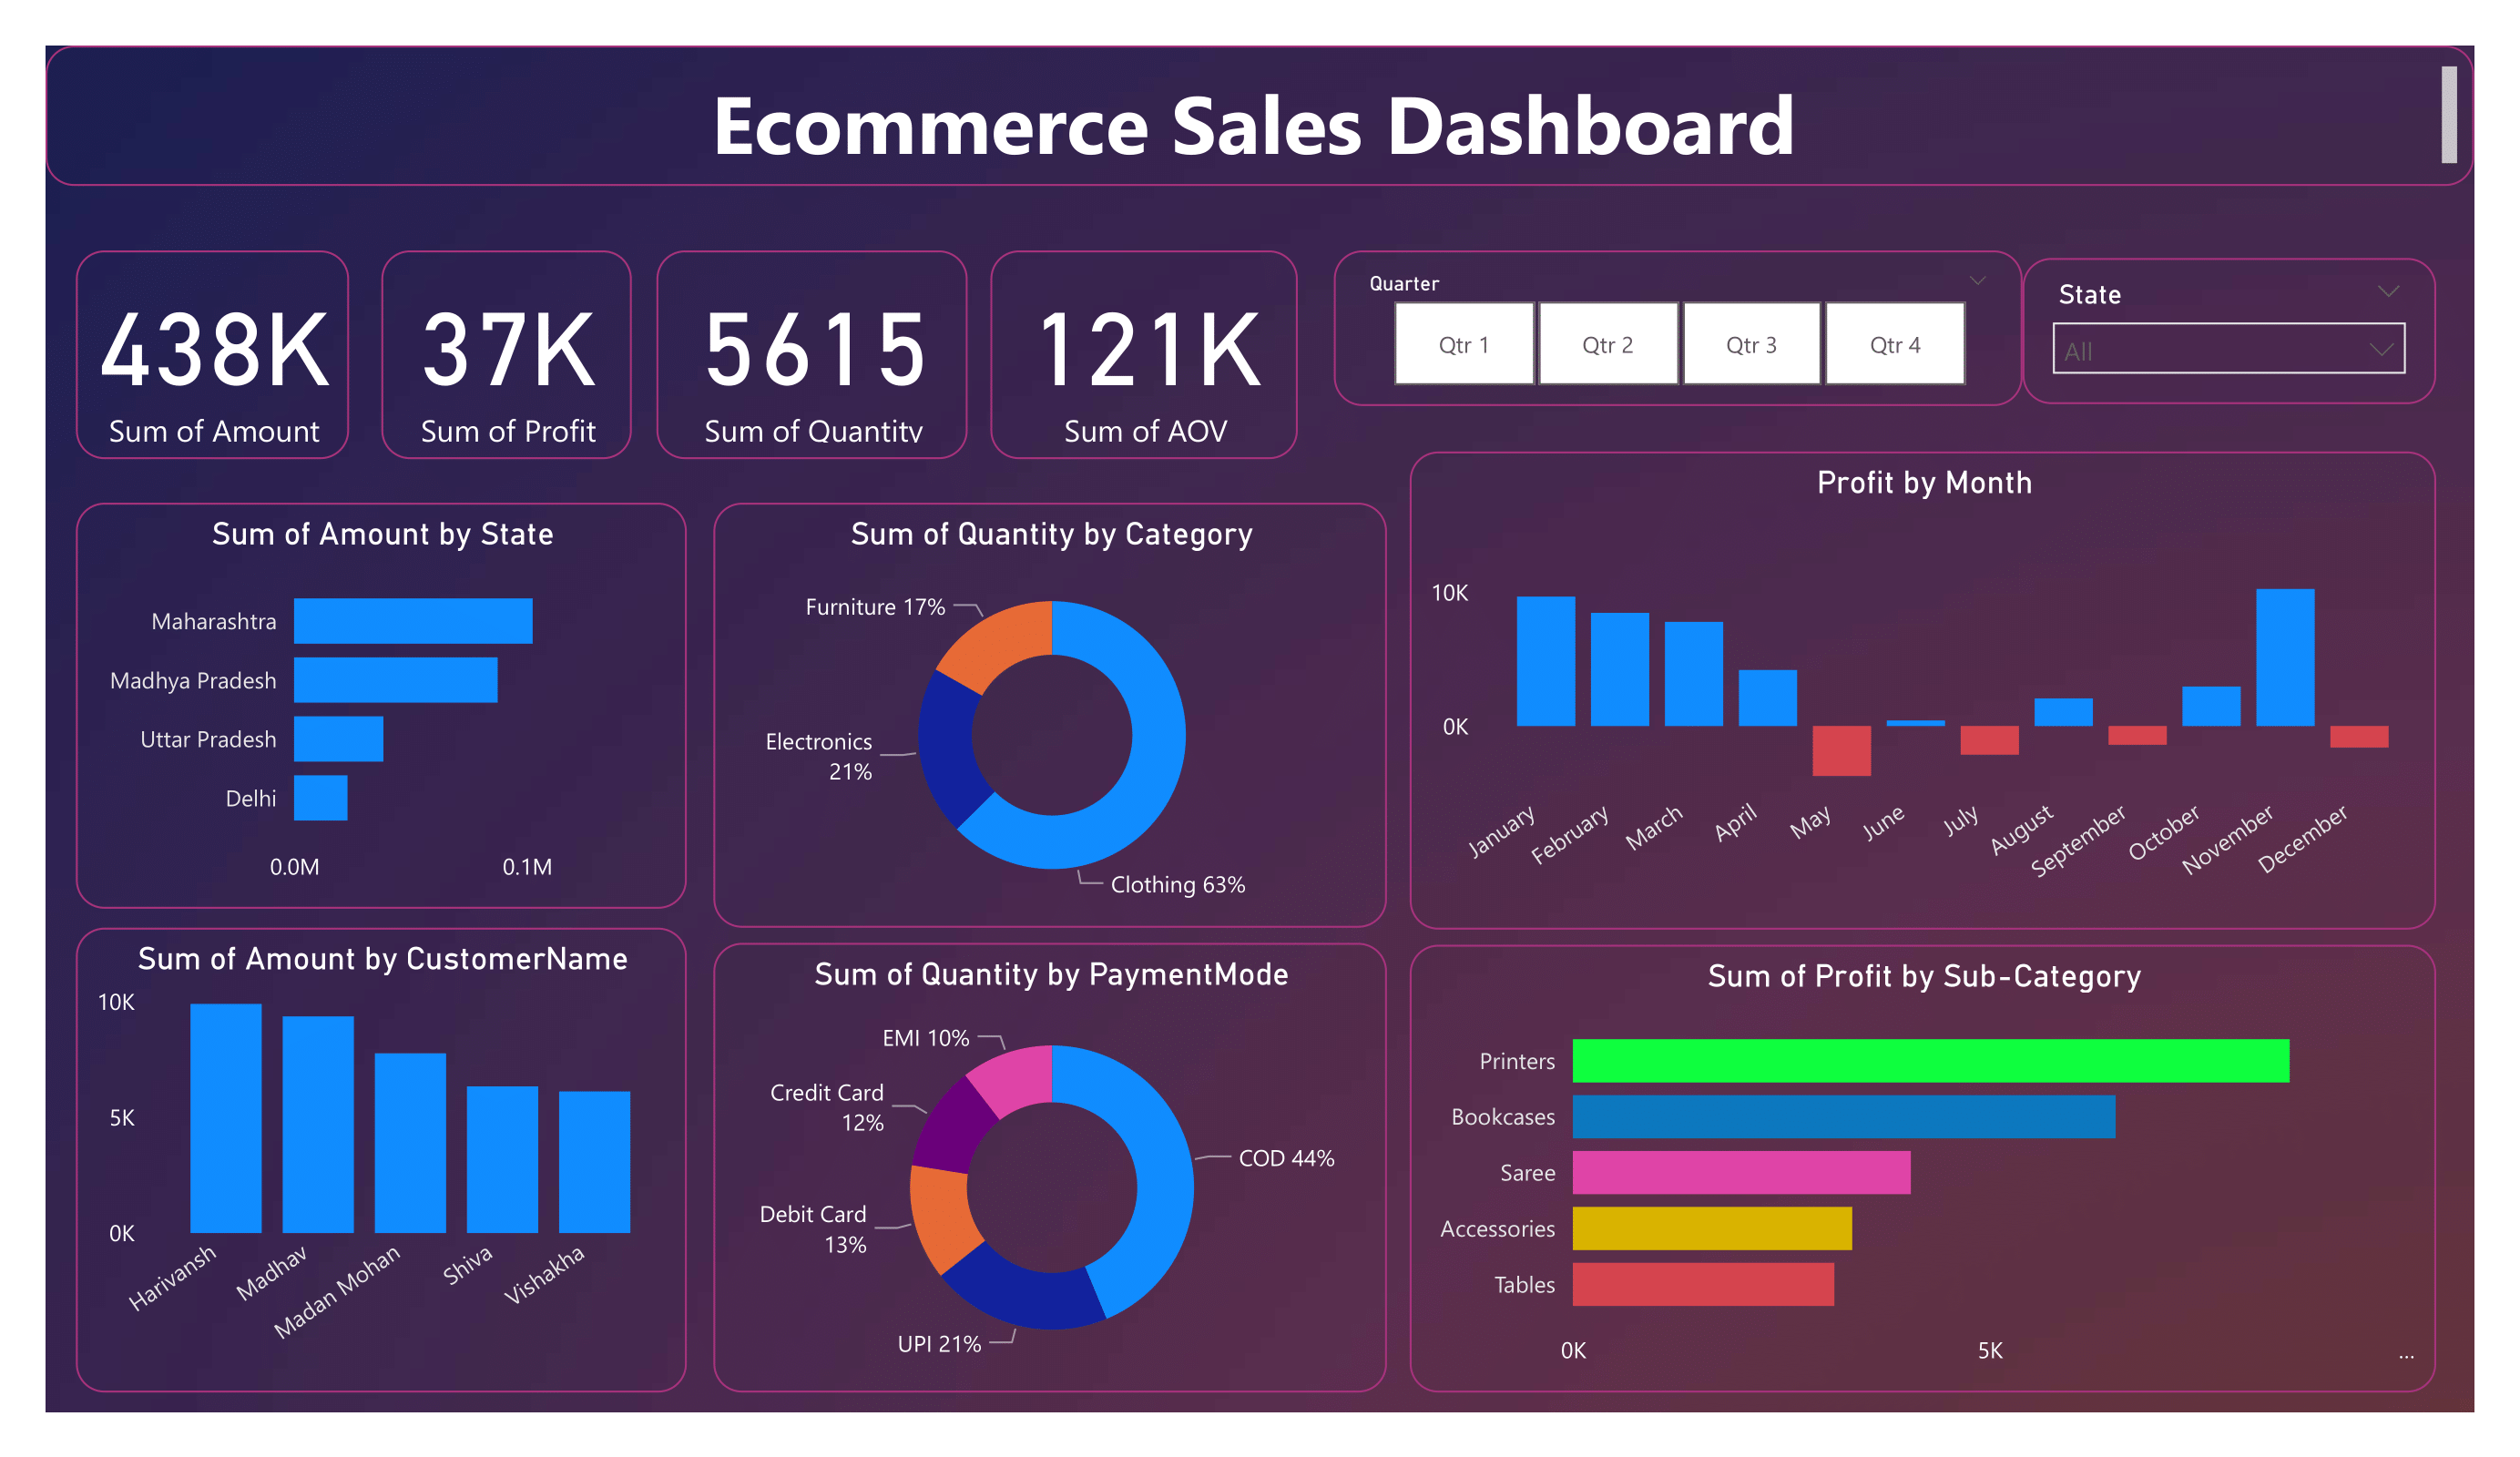 Ecommerce Sales Dashboard
438K
Sum of Amount
37K
Sum of Profit
5615
Sum of Quantity
121K
Sum of AOV
Quarter
Qtr 1
Qtr 2
Qtr 3
Qtr 4
State
All
Sum of Amount by State
Maharashtra
Madhya Pradesh
Uttar Pradesh
Delhi
0.0M
0.1M
Sum of Quantity by Category
Furniture 17%
Electronics
21%
Clothing 63%
Profit by Month
10K
0K
January
February
March
April
May
June
July
August
September
October
November
December
Sum of Amount by CustomerName
10K
5K
0K
Harivansh
Madhav
Madan Mohan
Shiva
Vishakha
Sum of Quantity by PaymentMode
EMI 10%
Credit Card
12%
Debit Card
13%
UPI 21%
COD 44%
Sum of Profit by Sub-Category
Printers
Bookcases
Saree
Accessories
Tables
0K
5K
...